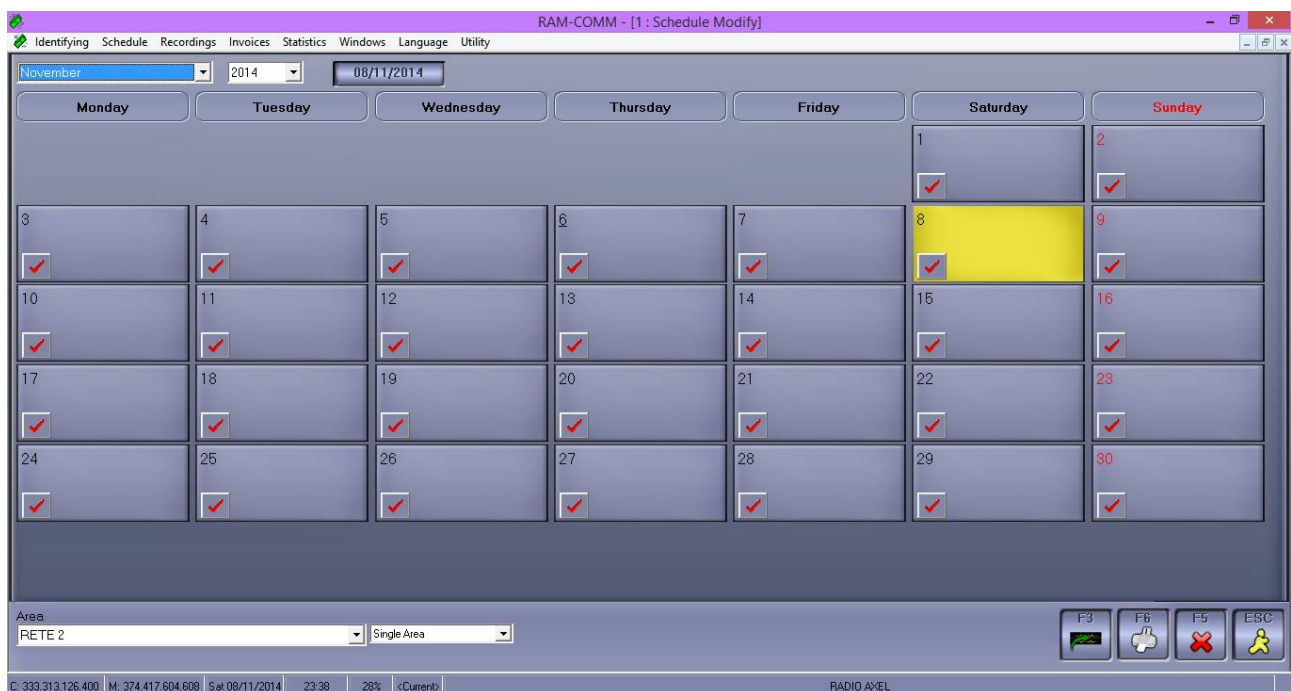 RAM-COMM - [1 : Schedule Modify]
Identifying Schedule Recordings Invoices Statistics Windows Language Utility
November 2014 08/11/2014
Monday Tuesday Wednesday Thursday Friday Saturday Sunday
1 2
3 4 5 6 7 8 9
10 11 12 13 14 15 16
17 18 19 20 21 22 23
24 25 26 27 28 29 30
Area
RETE 2 Single Area
F3 F6 F5 ESC
C: 333.313.126.400 M: 374.417.604.608 Sat 08/11/2014 23:38 28% <Current> RADIO AXEL